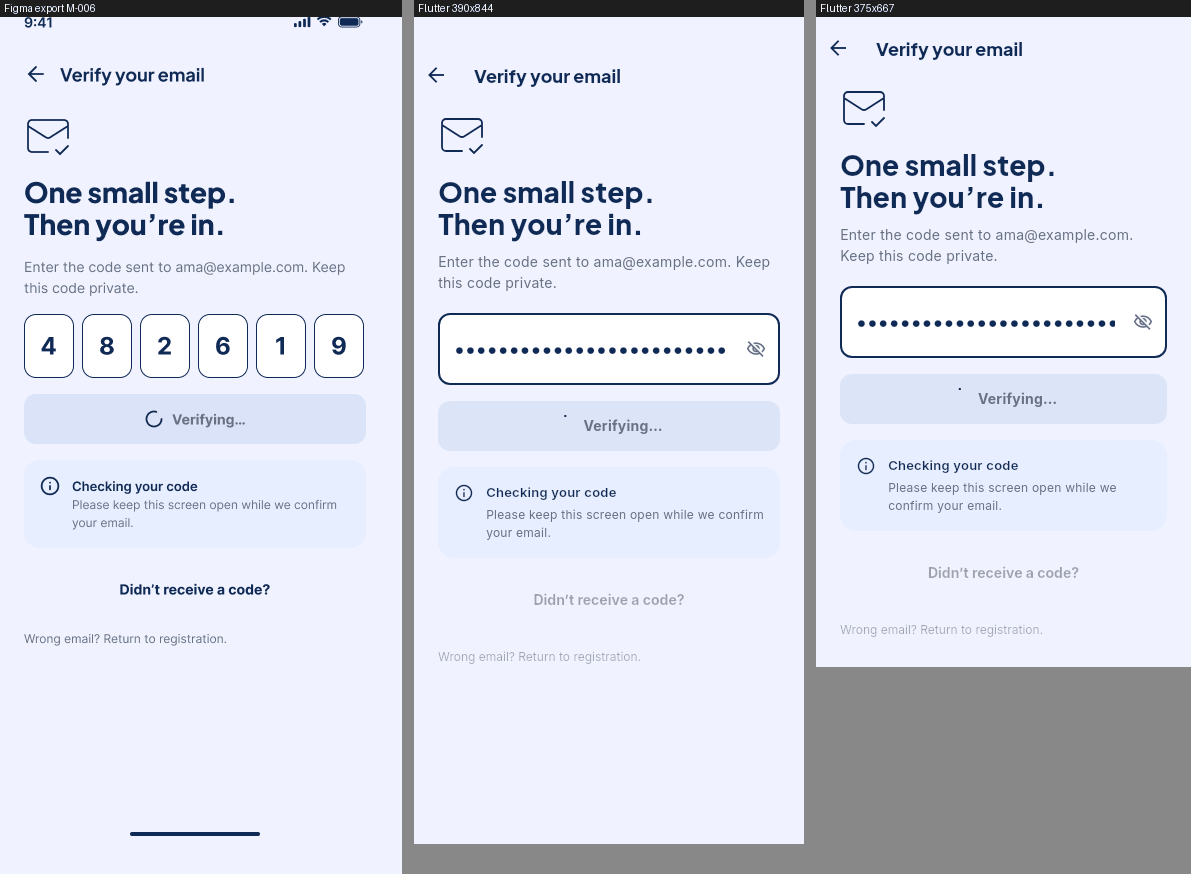 Figma export M-006
9:41
Verify your email
One small step.
Then you’re in.
Enter the code sent to ama@example.com. Keep
this code private.
4 8 2 6 1 9
Verifying…
Checking your code
Please keep this screen open while we confirm
your email.
Didn’t receive a code?
Wrong email? Return to registration.
Flutter 390x844
Verify your email
One small step.
Then you’re in.
Enter the code sent to ama@example.com. Keep
this code private.
Verifying…
Checking your code
Please keep this screen open while we confirm
your email.
Didn’t receive a code?
Wrong email? Return to registration.
Flutter 375x667
Verify your email
One small step.
Then you’re in.
Enter the code sent to ama@example.com.
Keep this code private.
Verifying…
Checking your code
Please keep this screen open while we
confirm your email.
Didn’t receive a code?
Wrong email? Return to registration.